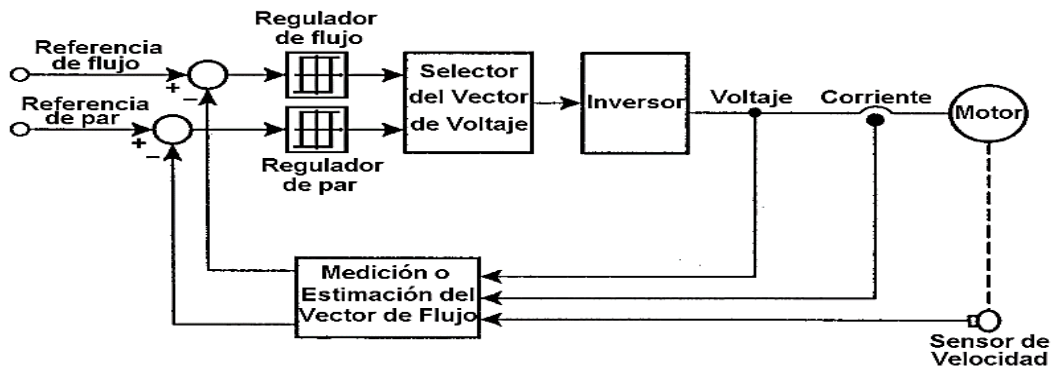 Regulador
de flujo
Referencia
de flujo
+
−
Referencia
de par
+
−
Regulador
de par
Selector
del Vector
de Voltaje
Inversor
Voltaje
Corriente
Motor
Medición o
Estimación del
Vector de Flujo
Sensor de
Velocidad